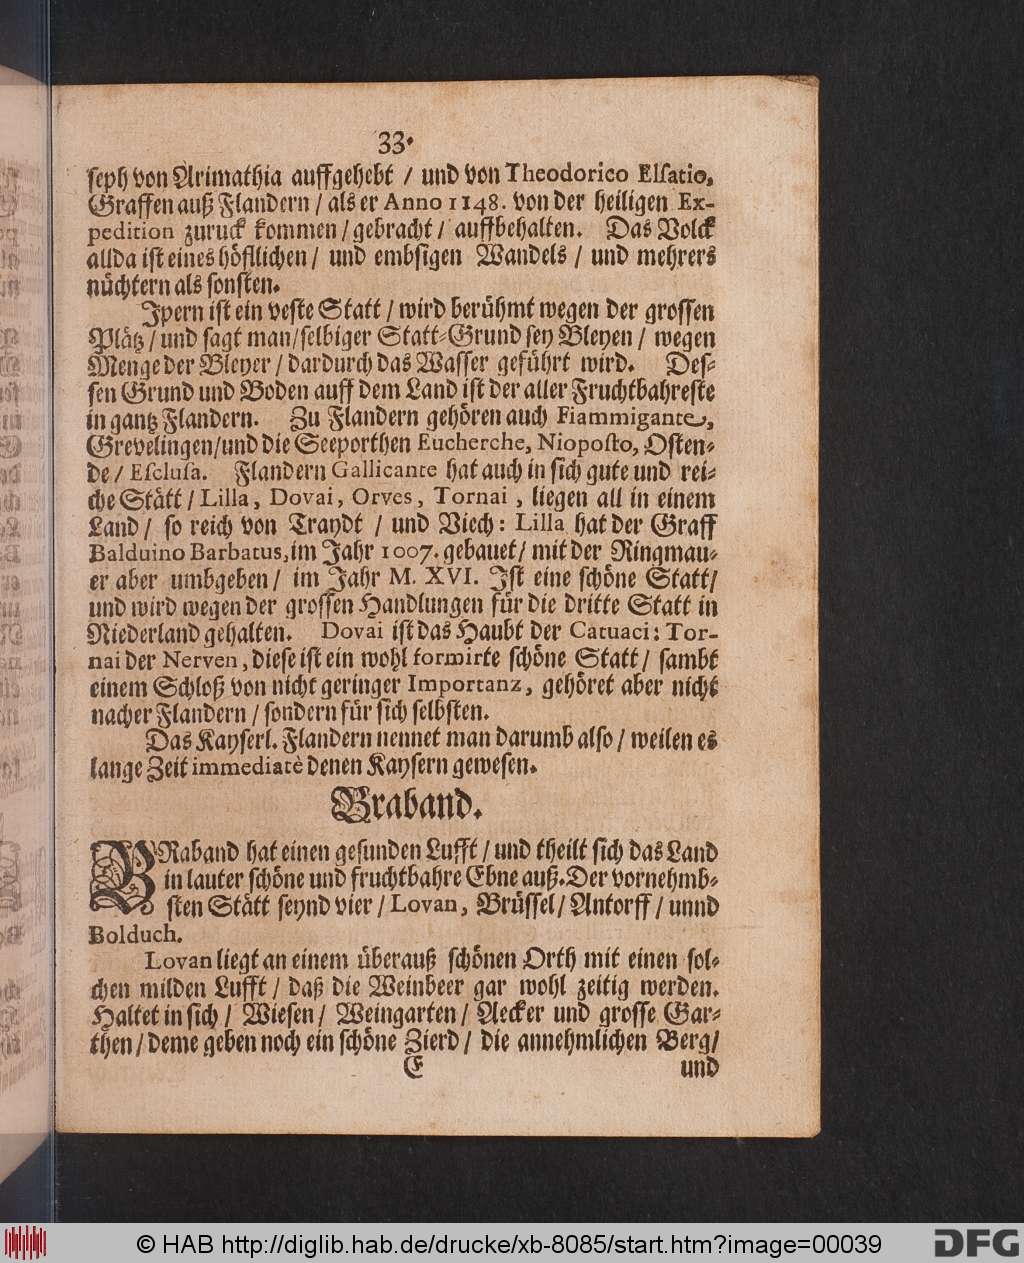 33.
ſeph von Arimathia auffgehebt / und von Theodorico Elſatio,
Graffen auß Flandern / als er Anno 1148. von der heiligen Ex-
pedition zuruck kommen / gebracht / auffbehalten. Das Volck
allda iſt eines höfllichen / und embſigen Wandels / und mehrers
nüchtern als ſonſten.
Ipern iſt ein veſte Statt / wird berühmt wegen der groſſen
Plätz / und ſagt man / ſelbiger Statt-Grund ſey Bleyen / wegen
Menge der Bleyer / dardurch das Waſſer geführt wird. Deſ-
ſen Grund und Boden auff dem Land iſt der aller Fruchtbahreſte
in gantz Flandern. Zu Flandern gehören auch Fiammigante,
Grevelingen / und die Seeporthen Eucherche, Niopoſto, Oſten-
de / Eſcluſa. Flandern Gallicante hat auch in ſich gute und rei-
che Stätt / Lilla, Dovai, Orves, Tornai, liegen all in einem
Land / ſo reich von Traydt / und Viech: Lilla hat der Graff
Balduino Barbatus, im Jahr 1007. gebauet / mit der Ringmau-
er aber umbgeben / im Jahr M. XVI. Iſt eine ſchöne Statt /
und wird wegen der groſſen Handlungen für die dritte Statt in
Niederland gehalten. Dovai iſt das Haubt der Catuaci: Tor-
nai der Nerven, dieſe iſt ein wohl formirte ſchöne Statt / ſambt
einem Schloß von nicht geringer Importanz, gehöret aber nicht
nacher Flandern / ſondern für ſich ſelbſten.
Das Kayſerl. Flandern nennet man darumb alſo / weilen es
lange Zeit immediatè denen Kayſern geweſen.
Braband.
BRaband hat einen geſunden Lufft / und theilt ſich das Land
in lauter ſchöne und fruchtbahre Ebne auß. Der vornehmb-
ſten Stätt ſeynd vier / Lovan, Brüſſel / Antorff / unnd
Bolduch.
Lovan liegt an einem überauß ſchönen Orth mit einen ſol-
chen milden Lufft / daß die Weinbeer gar wohl zeitig werden.
Haltet in ſich / Wieſen / Weingarten / Aecker und groſſe Gar-
then / deme geben noch ein ſchöne Zierd / die annehmlichen Berg /
E und
© HAB http://diglib.hab.de/drucke/xb-8085/start.htm?image=00039
DFG